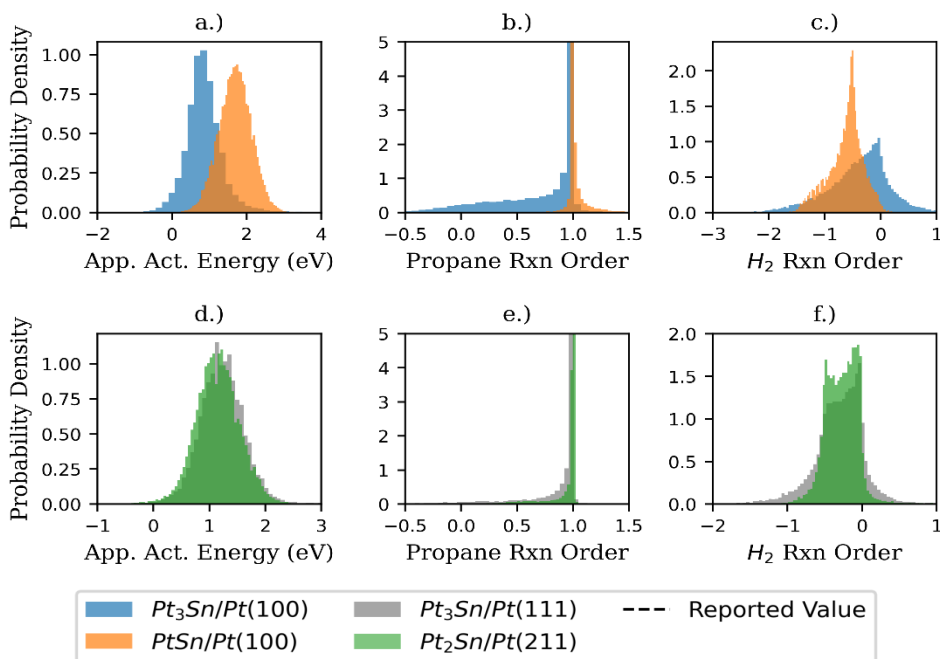 a.) b.) c.)
Probability Density
1.00
0.75
0.50
0.25
0.00
−2 0 2 4
App. Act. Energy (eV)
5
4
3
2
1
0
−0.5 0.0 0.5 1.0 1.5
Propane Rxn Order
2.0
1.5
1.0
0.5
0.0
−3 −2 −1 0 1
H₂ Rxn Order
d.) e.) f.)
Probability Density
1.00
0.75
0.50
0.25
0.00
−1 0 1 2 3
App. Act. Energy (eV)
5
4
3
2
1
0
−0.5 0.0 0.5 1.0 1.5
Propane Rxn Order
2.0
1.5
1.0
0.5
0.0
−2 −1 0 1
H₂ Rxn Order
Pt₃Sn/Pt(100) Pt₃Sn/Pt(111) Reported Value
PtSn/Pt(100) Pt₂Sn/Pt(211)